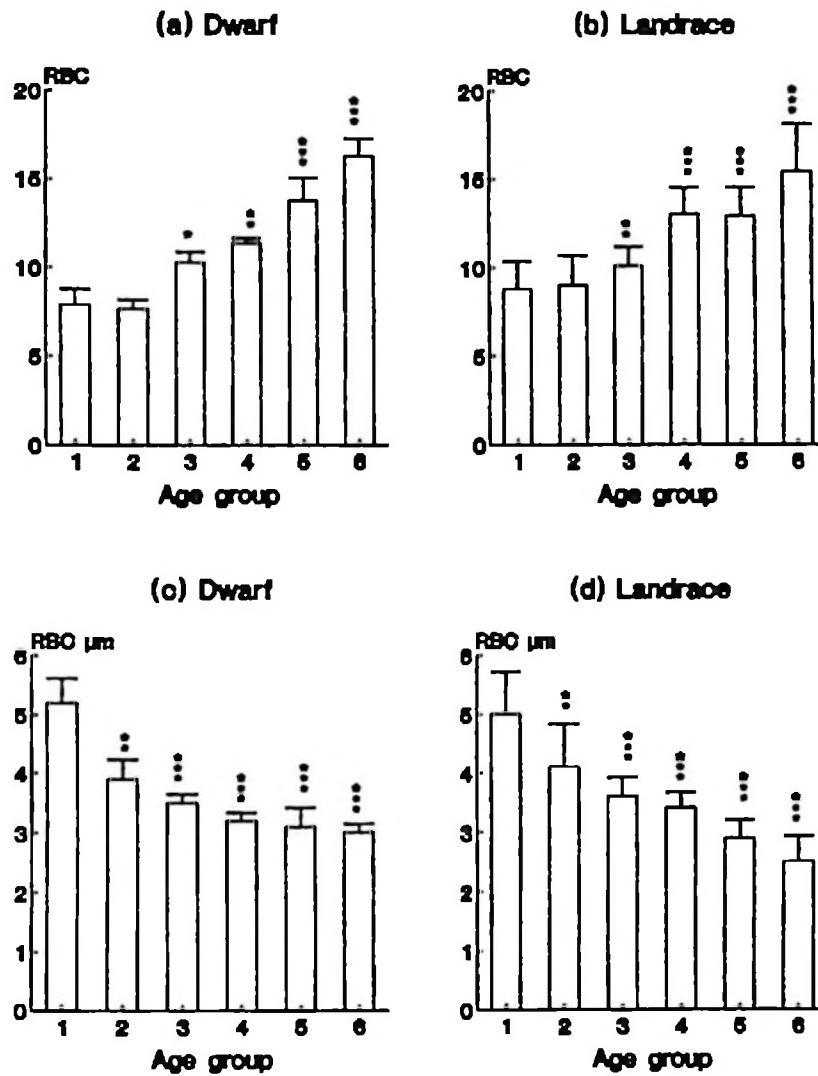 (a) Dwarf
(b) Landrace
RBC
RBC
20
15
10
5
0
* ** *** ***
1 2 3 4 5 6
Age group
20
15
10
5
0
** *** *** ***
1 2 3 4 5 6
Age group
(c) Dwarf
(d) Landrace
RBC µm
RBC µm
6
5
4
3
2
1
0
** *** *** *** ***
1 2 3 4 5 6
Age group
6
5
4
3
2
1
0
** *** *** *** ***
1 2 3 4 5 6
Age group